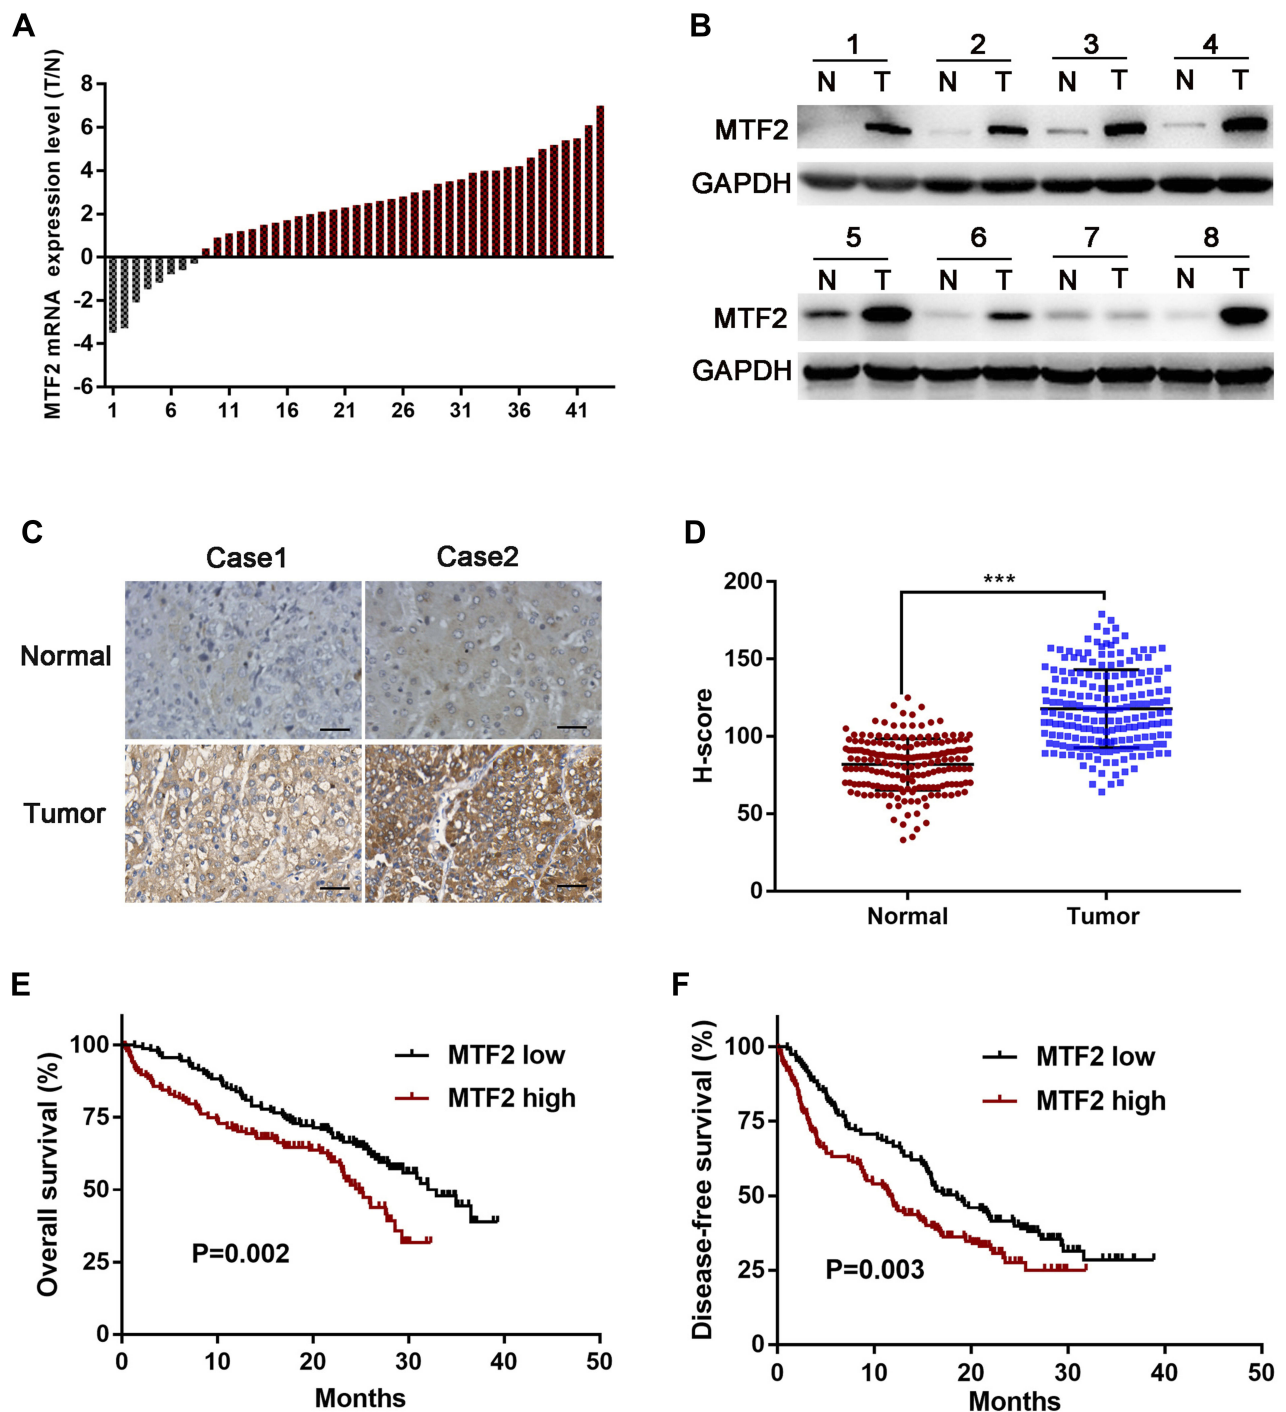 A
MTF2 mRNA expression level (T/N)
8
6
4
2
0
-2
-4
-6
1 6 11 16 21 26 31 36 41
B
1 2 3 4
N T N T N T N T
MTF2
GAPDH
5 6 7 8
N T N T N T N T
MTF2
GAPDH
C
Case1 Case2
Normal
Tumor
D
H-score
200
150
100
50
0
***
Normal Tumor
E
Overall survival (%)
100
75
50
25
0
MTF2 low
MTF2 high
P=0.002
0 10 20 30 40 50
Months
F
Disease-free survival (%)
100
75
50
25
0
MTF2 low
MTF2 high
P=0.003
0 10 20 30 40 50
Months